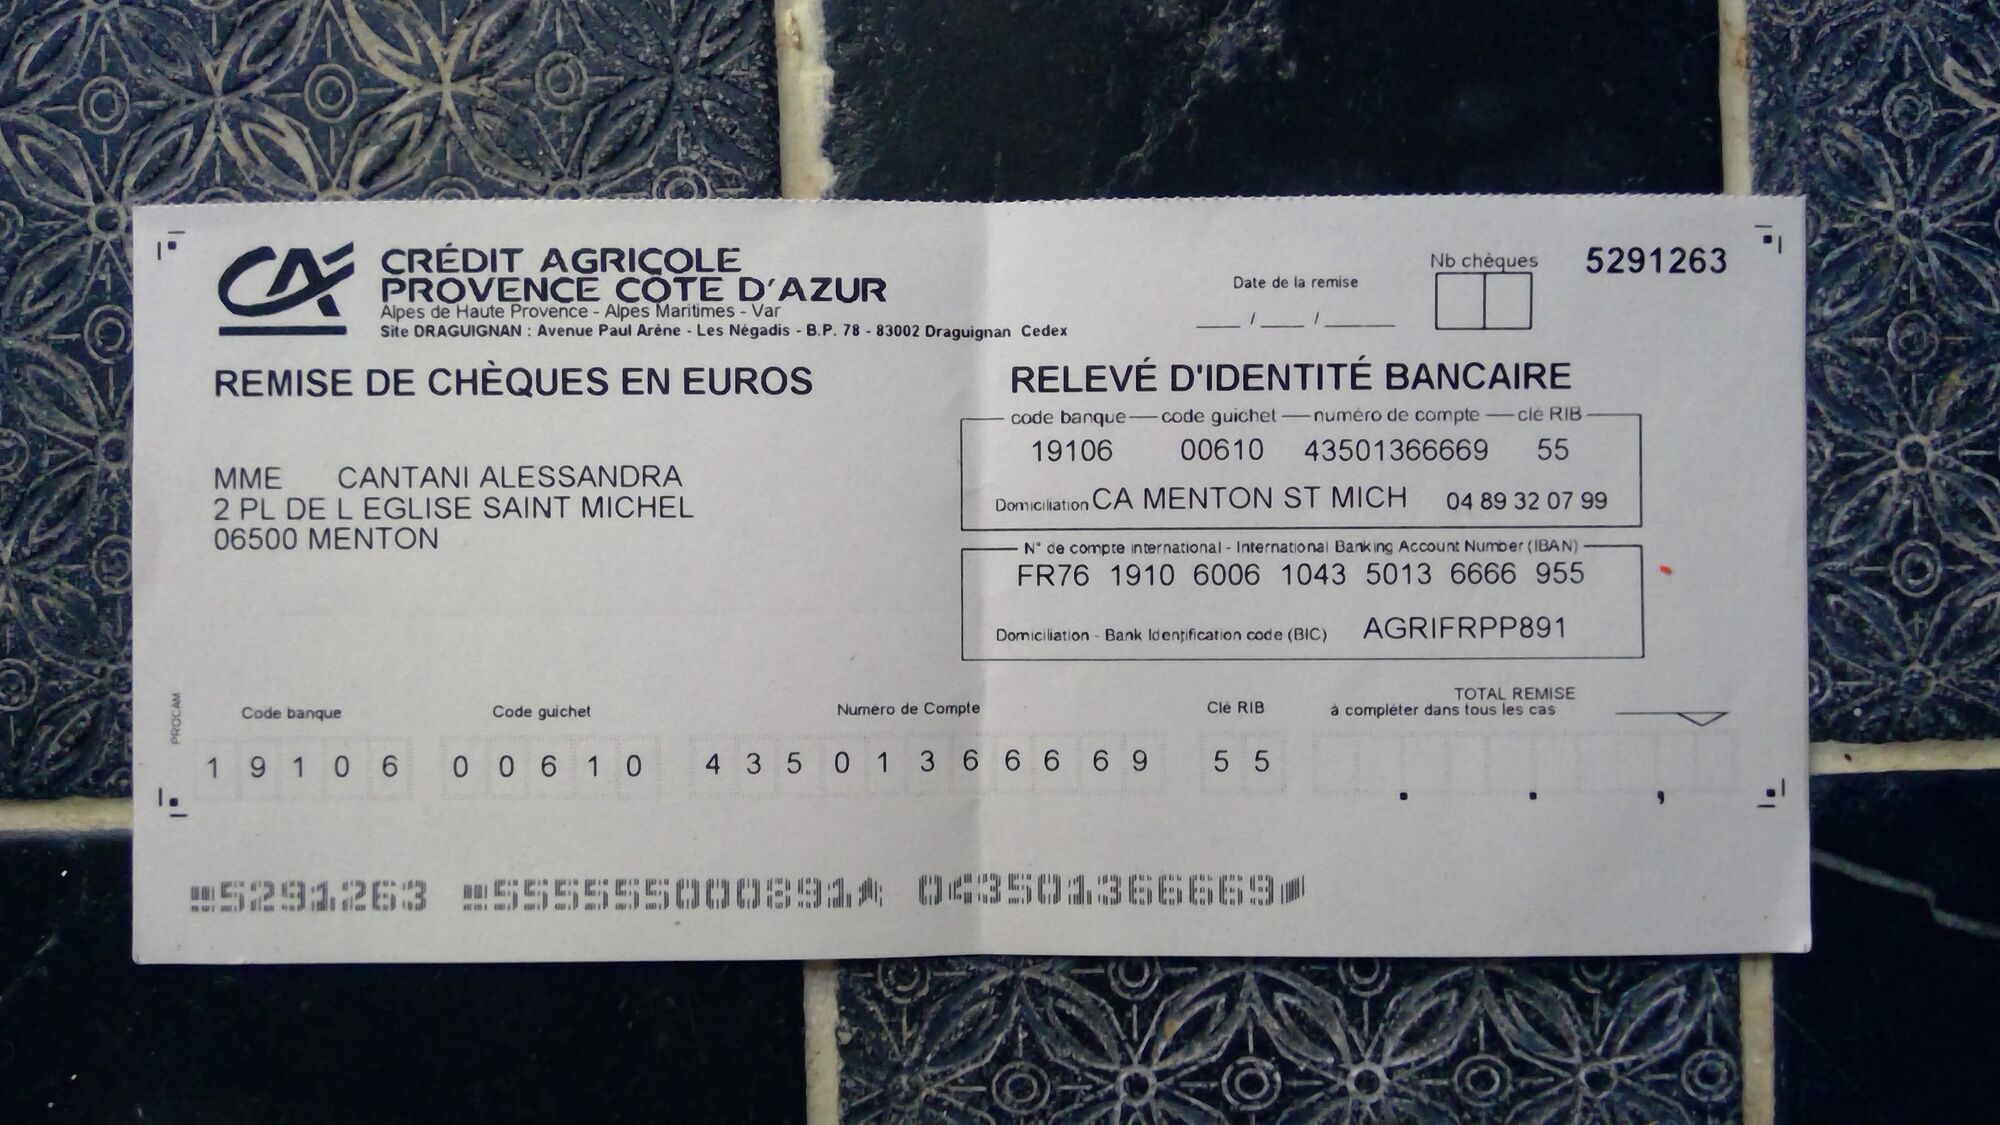 CRÉDIT AGRICOLE
PROVENCE CÔTE D'AZUR
Alpes de Haute Provence - Alpes Maritimes - Var
Site DRAGUIGNAN : Avenue Paul Arène - Les Négadis - B.P. 78 - 83002 Draguignan Cedex
Date de la remise
__ / __ / ____
Nb chèques
5291263
REMISE DE CHÈQUES EN EUROS
MME CANTANI ALESSANDRA
2 PL DE L EGLISE SAINT MICHEL
06500 MENTON
RELEVÉ D'IDENTITÉ BANCAIRE
code banque code guichet numéro de compte clé RIB
19106 00610 43501366669 55
Domiciliation CA MENTON ST MICH 04 89 32 07 99
N° de compte international - International Banking Account Number (IBAN)
FR76 1910 6006 1043 5013 6666 955
Domiciliation - Bank Identification code (BIC) AGRIFRPP891
PROCAM
Code banque Code guichet Numéro de Compte Clé RIB
TOTAL REMISE
à compléter dans tous les cas
1 9 1 0 6 0 0 6 1 0 4 3 5 0 1 3 6 6 6 6 9 5 5
5291263 555555000891 043501366669